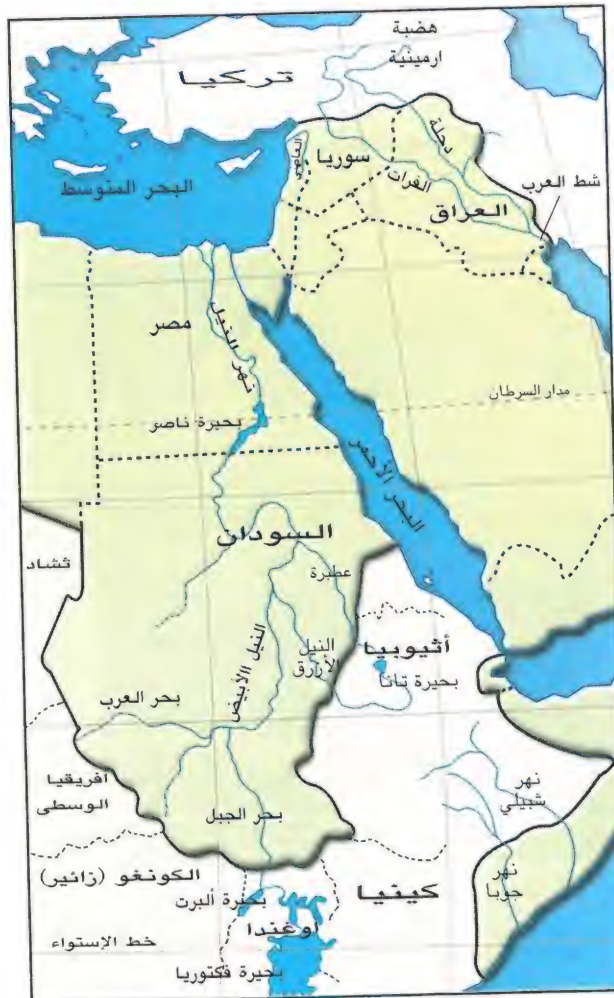 هضبة
ارمينية
تركيا
دجلة
العاصي
سوريا
الفرات
شط العرب
البحر المتوسط
العراق
مصر
نهر النيل
مدار السرطان
بحيرة ناصر
البحر الأحمر
السودان
تشاد
عطبرة
النيل الأبيض
النيل
الأزرق
أثيوبيا
بحيرة تانا
بحر العرب
أفريقيا
الوسطى
نهر
شبيلي
بحر الجبل
نهر
جوبا
الكونغو (زائير)
كينيا
بحيرة ألبرت
اوغندا
خط الإستواء
بحيرة فكتوريا